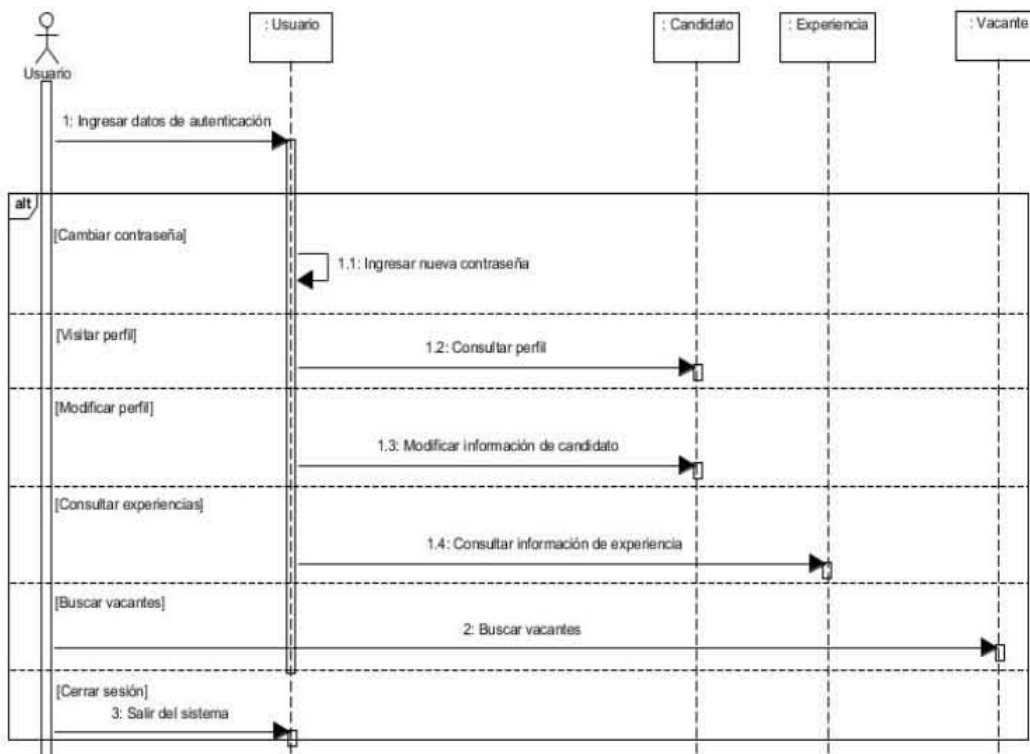 : Usuario
: Candidato
: Experiencia
: Vacante
Usuario
1: Ingresar datos de autenticación
alt
[Cambiar contraseña]
1.1: Ingresar nueva contraseña
[Visitar perfil]
1.2: Consultar perfil
[Modificar perfil]
1.3: Modificar información de candidato
[Consultar experiencias]
1.4: Consultar información de experiencia
[Buscar vacantes]
2: Buscar vacantes
[Cerrar sesión]
3: Salir del sistema